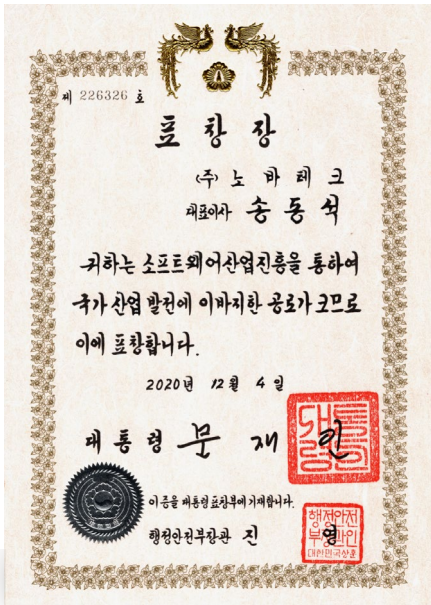 제 226326 호
표창장
(주)노바테크
대표이사 송동석
귀하는 소프트웨어산업진흥을 통하여
국가 산업 발전에 이바지한 공로가 크므로
이에 표창합니다.
2020년 12월 4일
대통령 문재인
대통령의인
이 증을 대통령표창부에 기재합니다.
행정안전부장관 진영
행정안전
부장관인